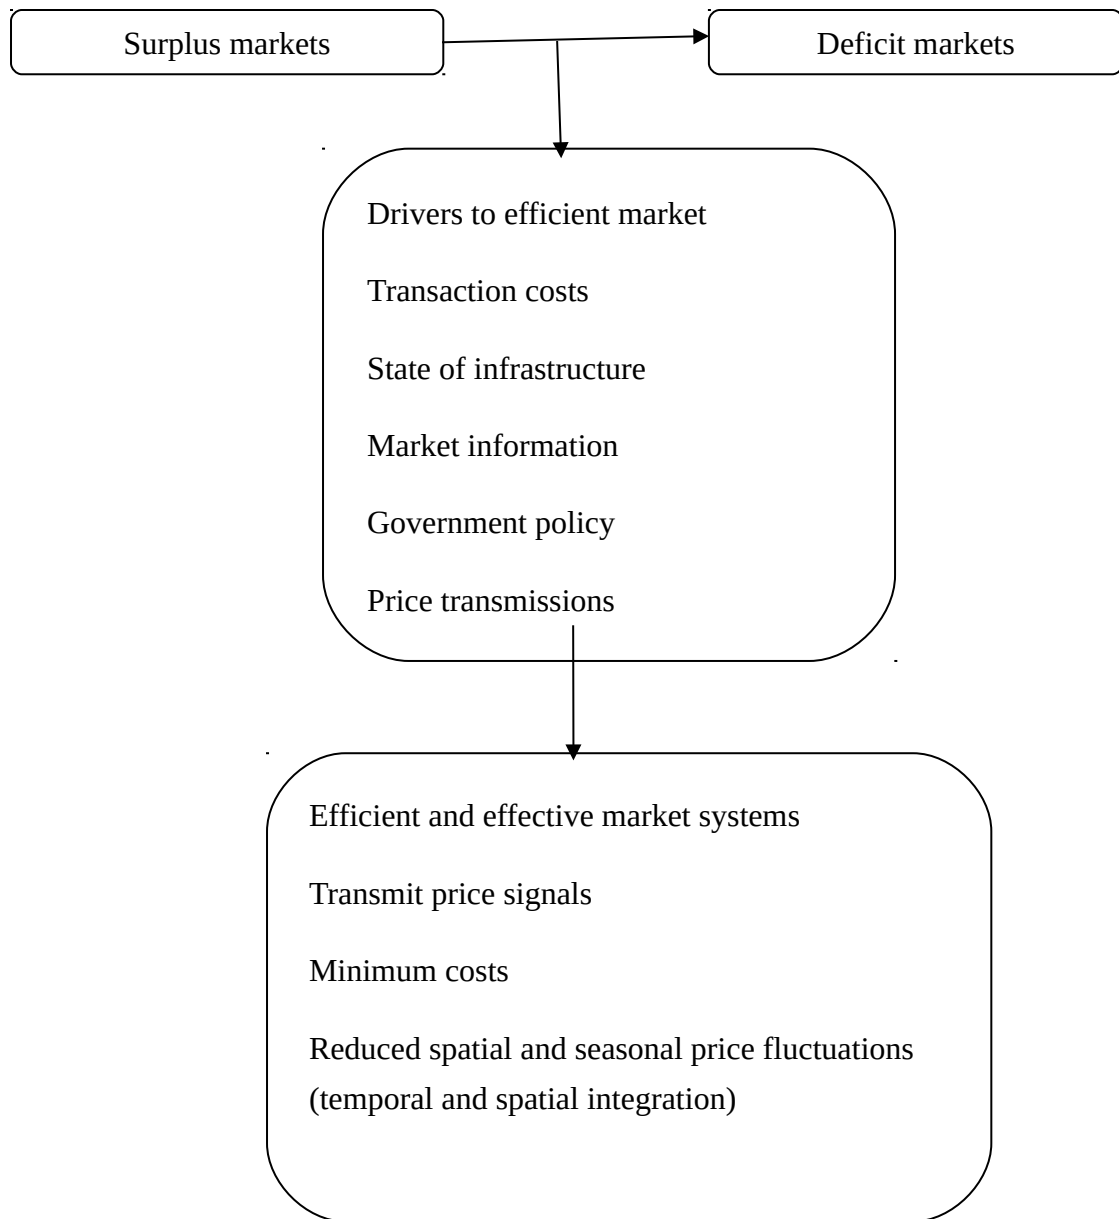 Surplus markets
Deficit markets
Drivers to efficient market
Transaction costs
State of infrastructure
Market information
Government policy
Price transmissions
Efficient and effective market systems
Transmit price signals
Minimum costs
Reduced spatial and seasonal price fluctuations
(temporal and spatial integration)